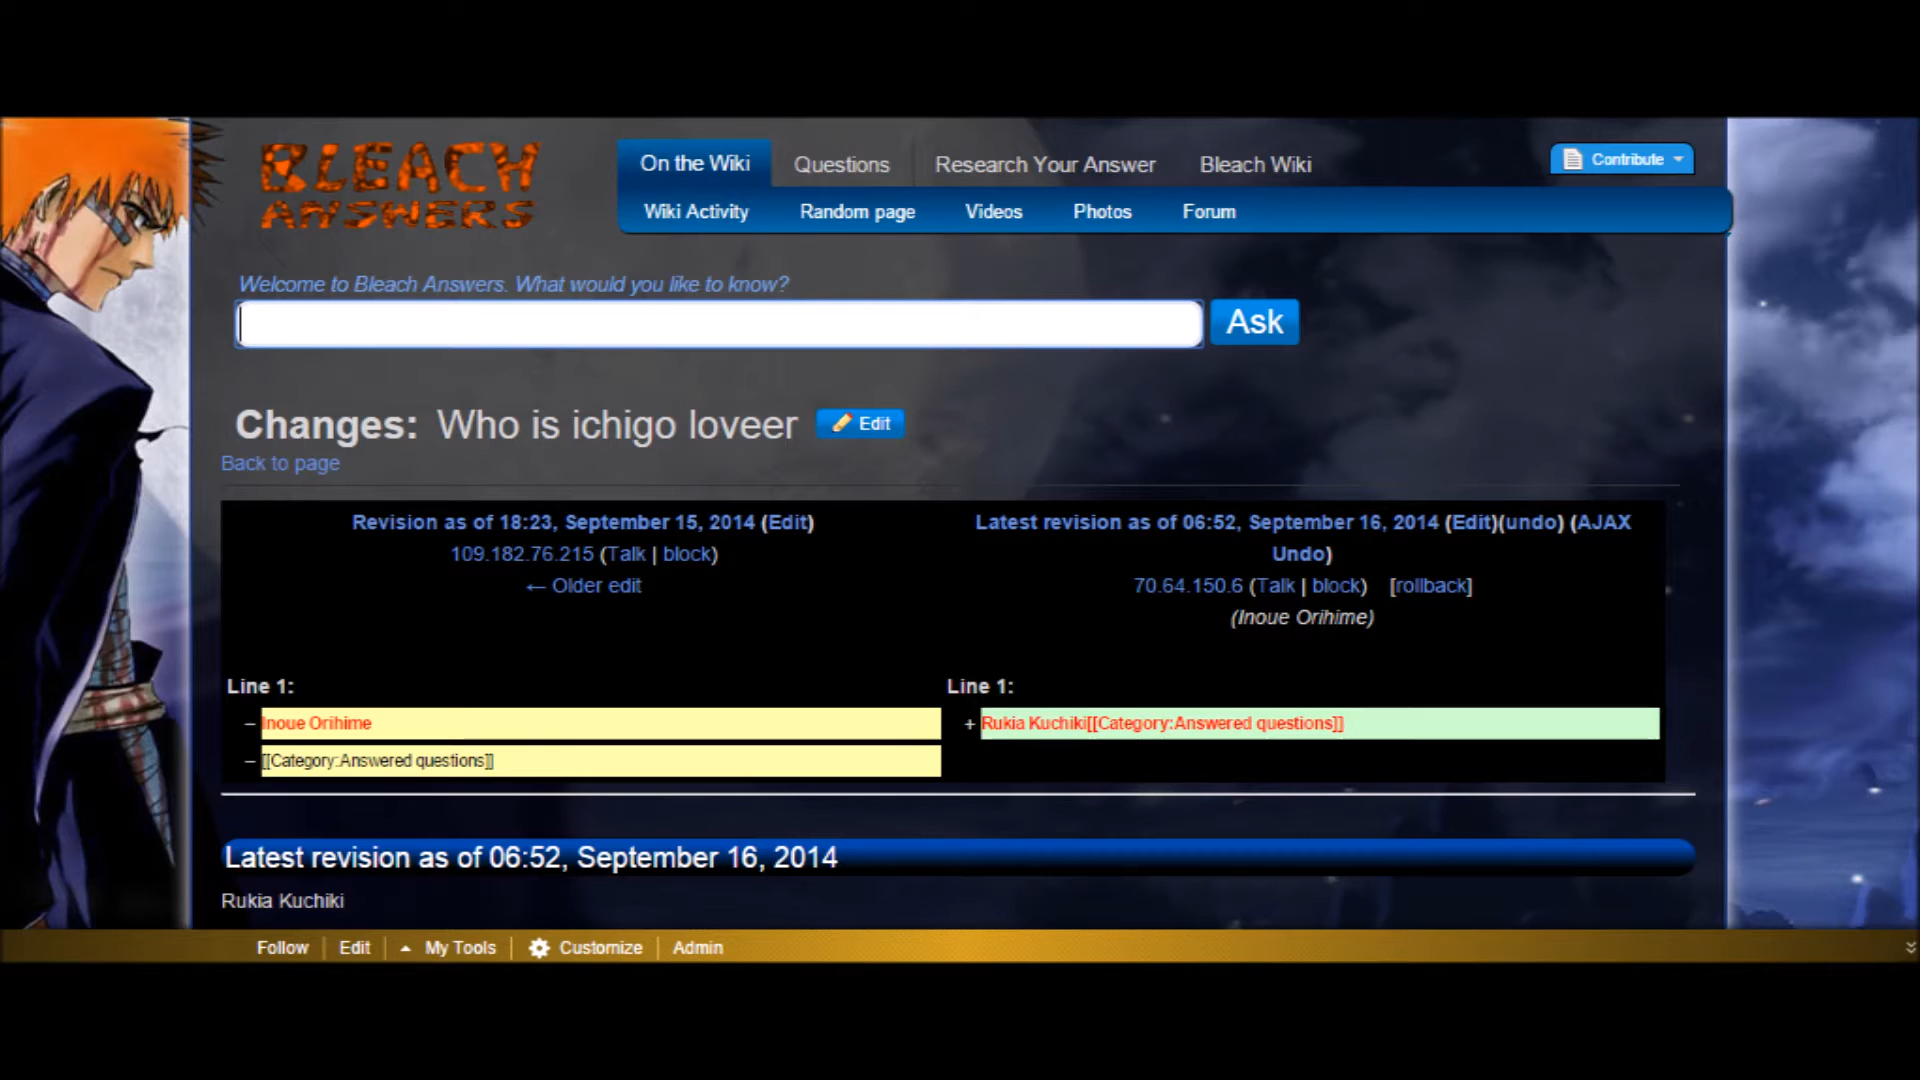 BLEACH
ANSWERS
On the Wiki
Questions
Research Your Answer
Bleach Wiki
Contribute
Wiki Activity
Random page
Videos
Photos
Forum
Welcome to Bleach Answers. What would you like to know?
Ask
Changes: Who is ichigo loveer
Edit
Back to page
Revision as of 18:23, September 15, 2014 (Edit)
109.182.76.215 (Talk | block)
← Older edit
Latest revision as of 06:52, September 16, 2014 (Edit)(undo) (AJAX
Undo)
70.64.150.6 (Talk | block) [rollback]
(Inoue Orihime)
Line 1:
Line 1:
– Inoue Orihime
+ Rukia Kuchiki[[Category:Answered questions]]
– [[Category:Answered questions]]
Latest revision as of 06:52, September 16, 2014
Rukia Kuchiki
Follow
Edit
My Tools
Customize
Admin